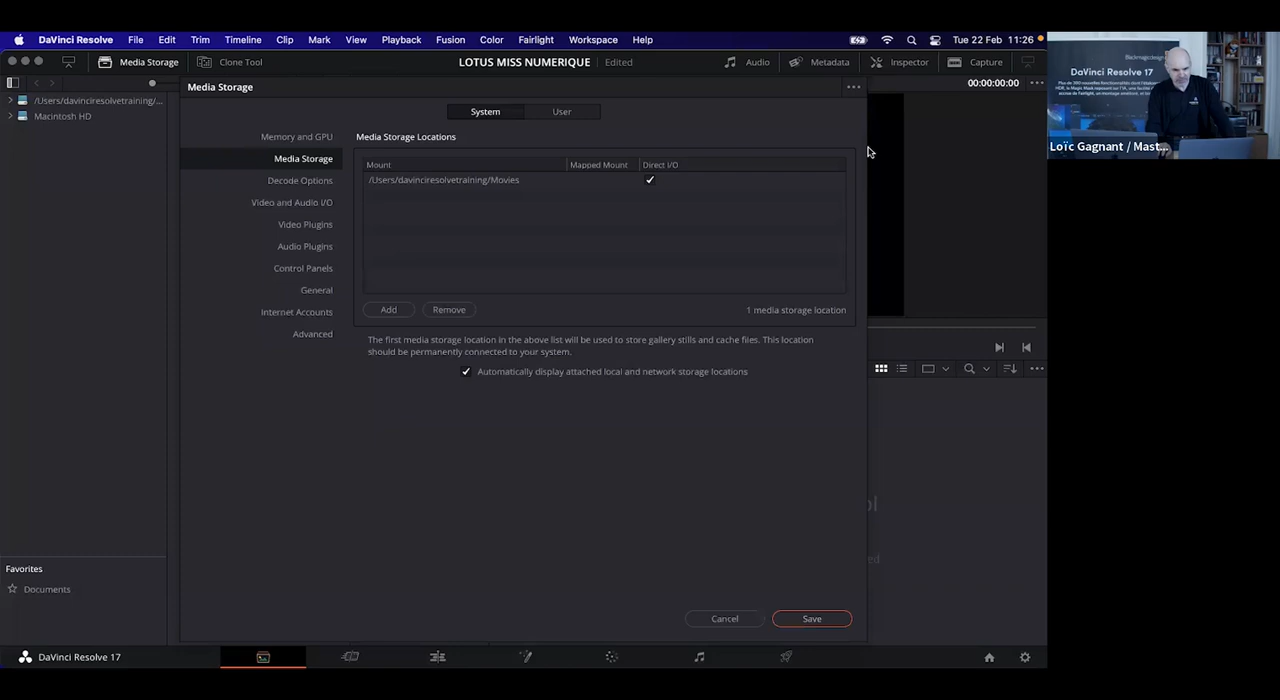 DaVinci Resolve File Edit Trim Timeline Clip Mark View Playback Fusion Color Fairlight Workspace Help Tue 22 Feb 11:26
Media Storage Clone Tool LOTUS MISS NUMERIQUE Edited Audio Metadata Inspector Capture
Media Storage 00:00:00:00
/Users/davinciresolvetraining/...
Macintosh HD
System User
Memory and GPU
Media Storage
Decode Options
Video and Audio I/O
Video Plugins
Audio Plugins
Control Panels
General
Internet Accounts
Advanced
Media Storage Locations
Mount Mapped Mount Direct I/O
/Users/davinciresolvetraining/Movies
Add Remove 1 media storage location
The first media storage location in the above list will be used to store gallery stills and cache files. This location
should be permanently connected to your system.
Automatically display attached local and network storage locations
Cancel Save
Favorites
Documents
DaVinci Resolve 17
Blackmagicdesign
DaVinci Resolve 17
Loïc Gagnant / Mast...